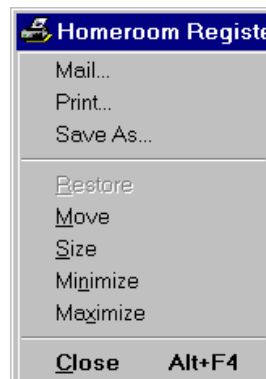 Homeroom Registe
Mail...
Print...
Save As...
Restore
Move
Size
Minimize
Maximize
Close Alt+F4